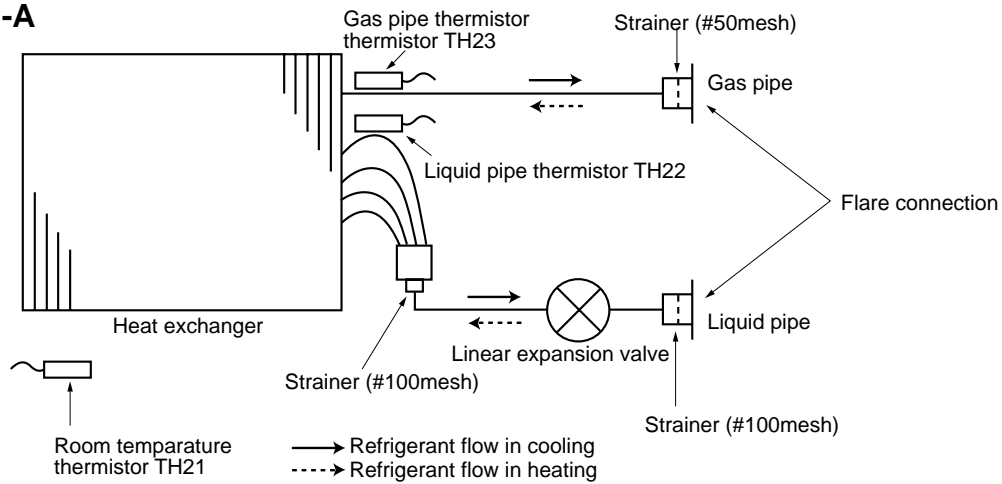 -A
Gas pipe thermistor
thermistor TH23
Strainer (#50mesh)
Gas pipe
Liquid pipe thermistor TH22
Flare connection
Heat exchanger
Liquid pipe
Linear expansion valve
Strainer (#100mesh)
Strainer (#100mesh)
Room temparature
thermistor TH21
Refrigerant flow in cooling
Refrigerant flow in heating